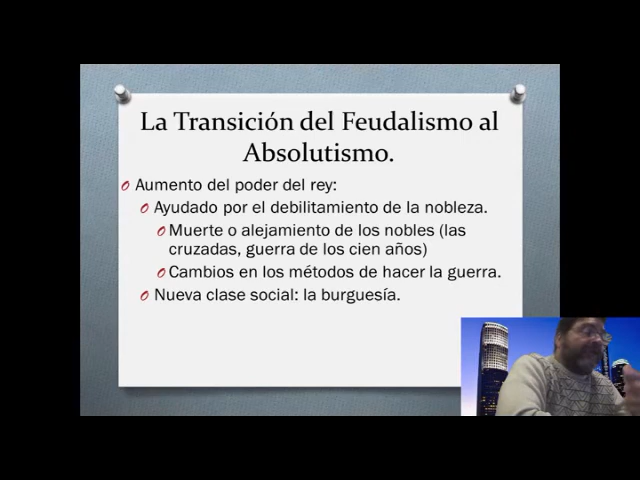 La Transición del Feudalismo al
Absolutismo.
Aumento del poder del rey:
Ayudado por el debilitamiento de la nobleza.
Muerte o alejamiento de los nobles (las
cruzadas, guerra de los cien años)
Cambios en los métodos de hacer la guerra.
Nueva clase social: la burguesía.